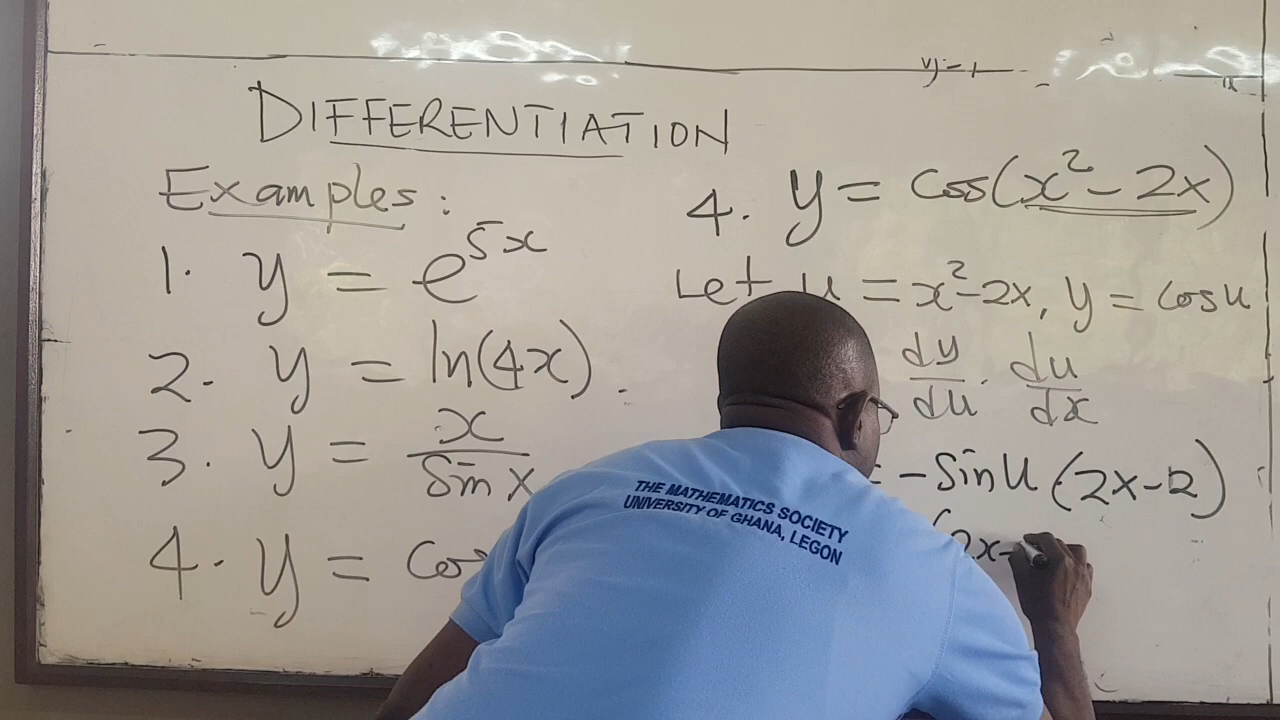 DIFFERENTIATION
Examples:
1. y = e^5x
2. y = ln(4x).
3. y = x/Sin x
4. y = Cos
4. y = Cos(x² - 2x)
Let u = x² - 2x, y = Cos u
dy/du . du/dx
= - Sin u (2x - 2)
(2x -
THE MATHEMATICS SOCIETY
UNIVERSITY OF GHANA, LEGON